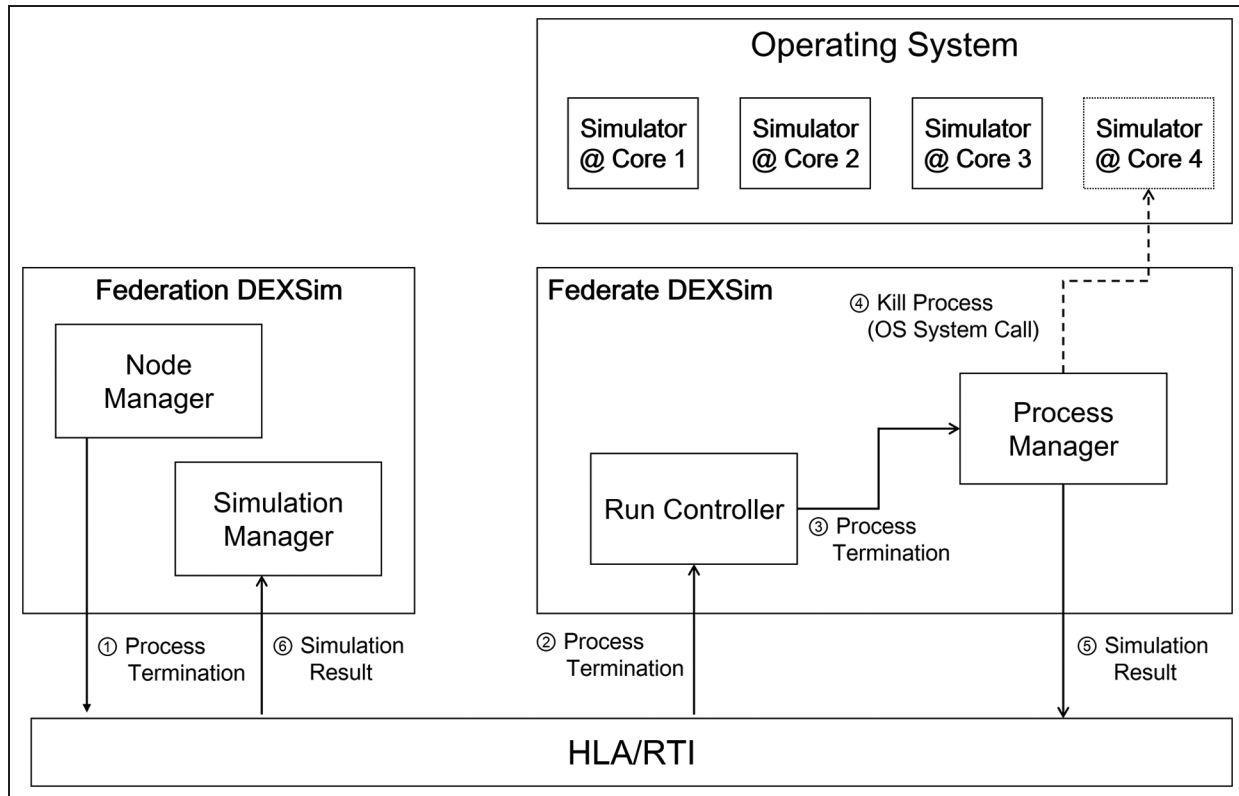 Operating System
Simulator
@ Core 1
Simulator
@ Core 2
Simulator
@ Core 3
Simulator
@ Core 4
Federation DEXSim
Node
Manager
Simulation
Manager
Federate DEXSim
④ Kill Process
(OS System Call)
Process
Manager
Run Controller
③ Process
Termination
① Process
Termination
⑥ Simulation
Result
② Process
Termination
⑤ Simulation
Result
HLA/RTI